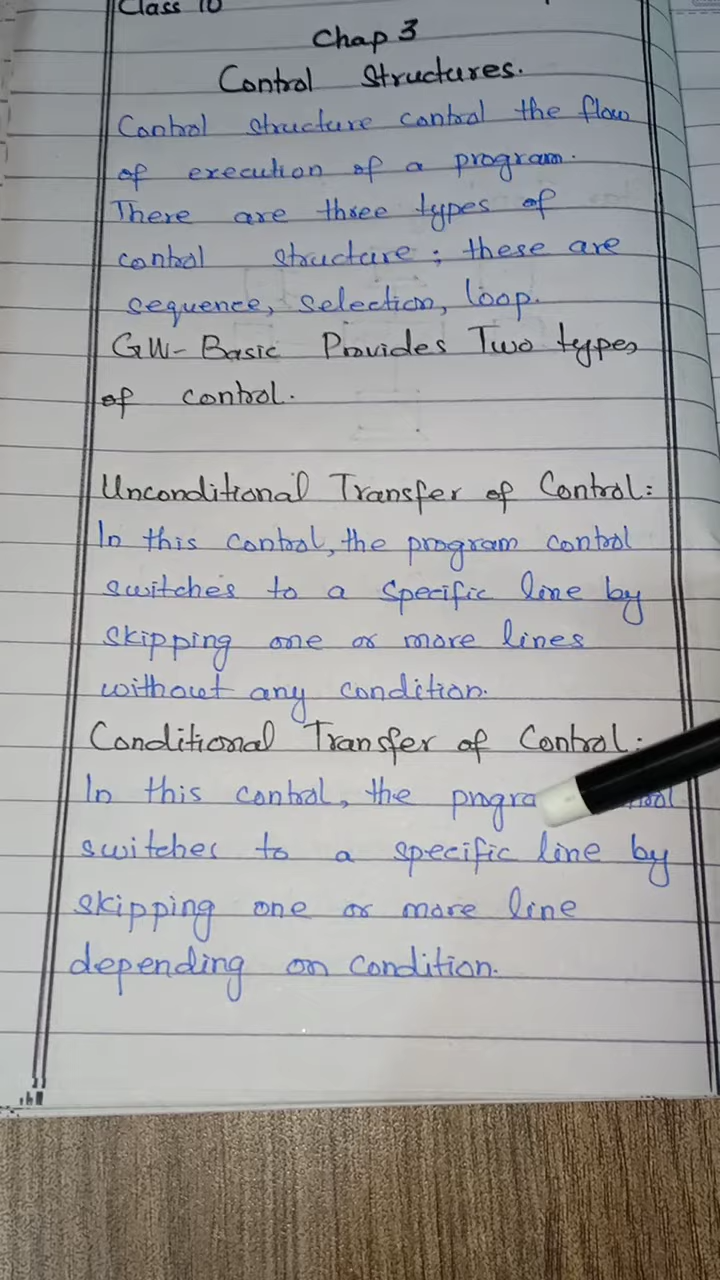 Class 10
Chap 3
Control Structures.
Control structure control the flow
of execution of a program.
There are three types of
control structure; these are
sequence, selection, loop.
GW-Basic Provides Two types
of control.
Unconditional Transfer of Control:
In this control, the program control
switches to a specific line by
skipping one or more lines
without any condition.
Conditional Transfer of Control:
In this control, the
switches to a specific line by
skipping one or more line
depending on condition.